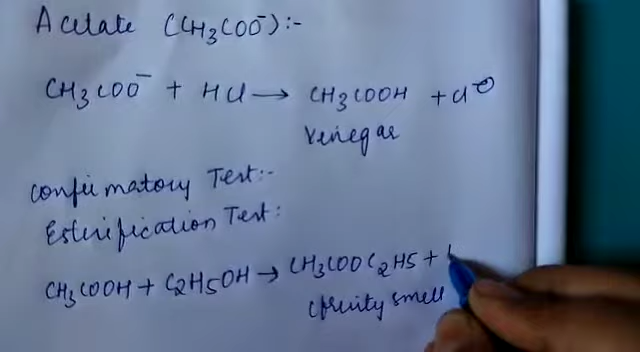 Acetate (CH3COO⁻):-
CH3COO⁻ + HCl → CH3COOH + Cl⊖
Vinegar
Confirmatory Test:-
Esterification Test:
CH3COOH + C2H5OH → CH3COOC2H5 +
(fruity smell